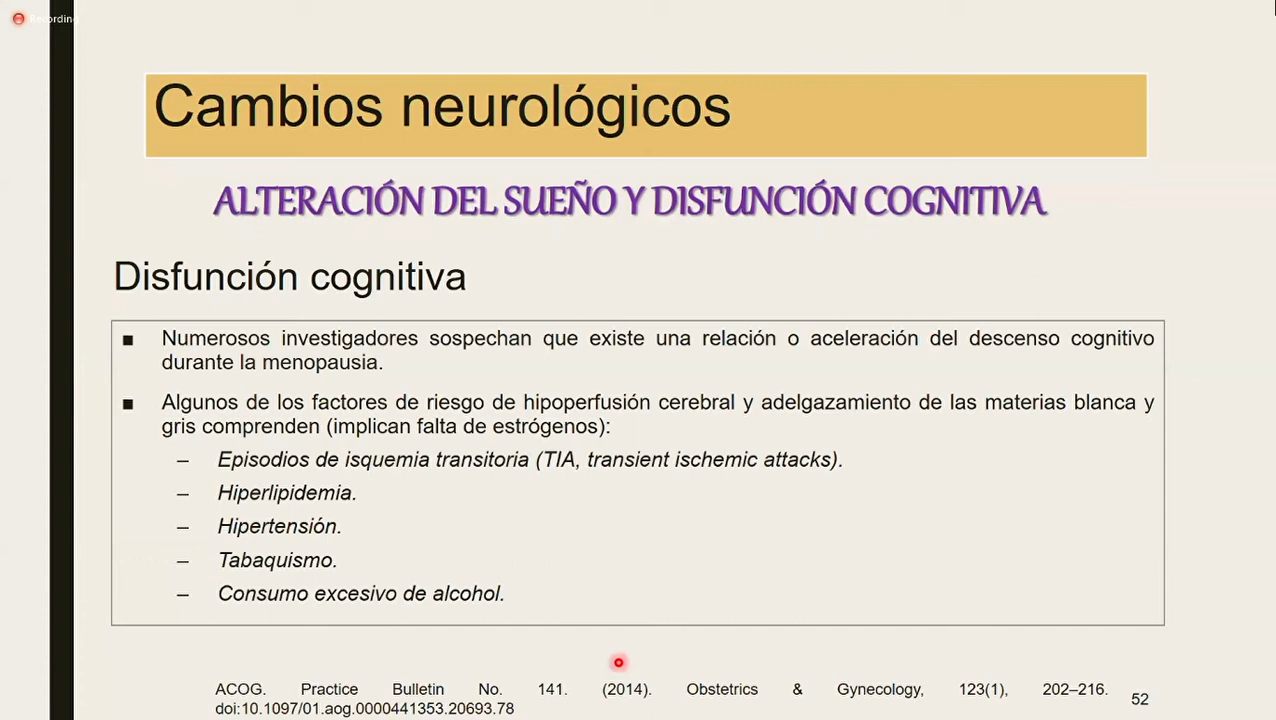 Recording
Cambios neurológicos
ALTERACIÓN DEL SUEÑO Y DISFUNCIÓN COGNITIVA
Disfunción cognitiva
■ Numerosos investigadores sospechan que existe una relación o aceleración del descenso cognitivo
durante la menopausia.
■ Algunos de los factores de riesgo de hipoperfusión cerebral y adelgazamiento de las materias blanca y
gris comprenden (implican falta de estrógenos):
– Episodios de isquemia transitoria (TIA, transient ischemic attacks).
– Hiperlipidemia.
– Hipertensión.
– Tabaquismo.
– Consumo excesivo de alcohol.
ACOG. Practice Bulletin No. 141. (2014). Obstetrics & Gynecology, 123(1), 202–216.
doi:10.1097/01.aog.0000441353.20693.78
52